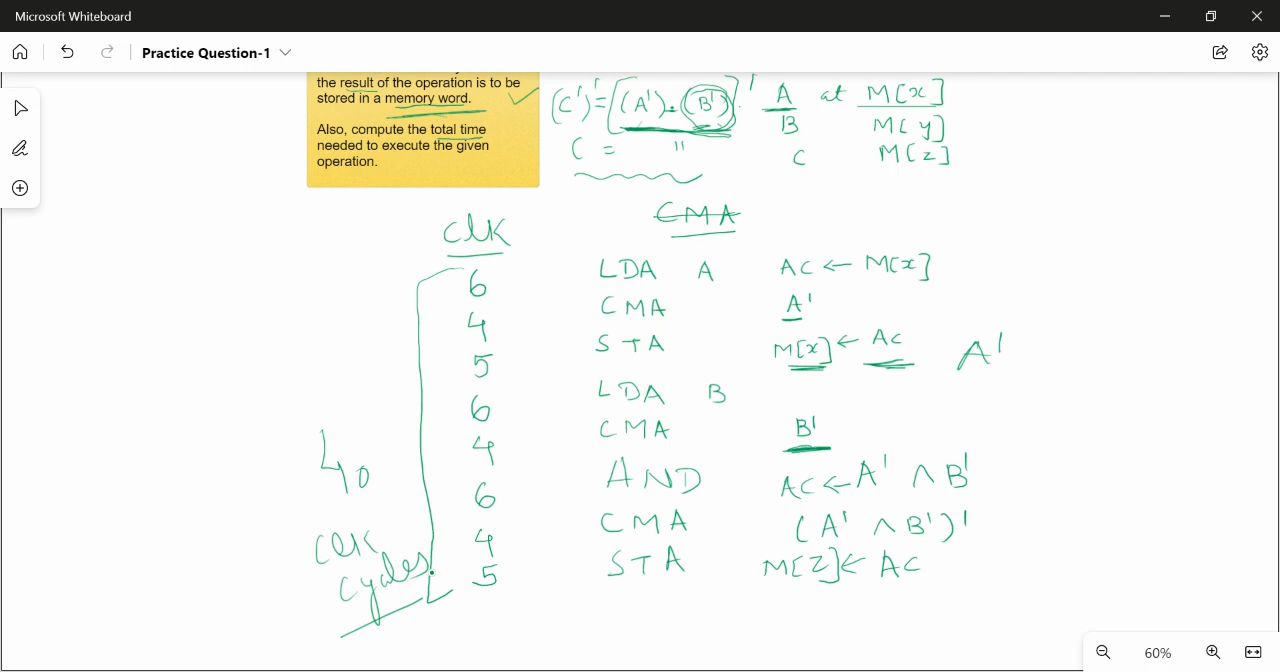 Microsoft Whiteboard
Practice Question-1
the result of the operation is to be
stored in a memory word.
Also, compute the total time
needed to execute the given
operation.
(C')' = [(A') . (B')]'
C = "
A at M[x]
B M[y]
C M[z]
CMA
CLK
6 LDA A AC ← M[x]
4 CMA A'
5 STA M[x] ← AC A'
6 LDA B
4 CMA B'
6 AND AC ← A' ∧ B'
4 CMA (A' ∧ B')'
5 STA M[Z] ← AC
40
CLK
cycles
60%